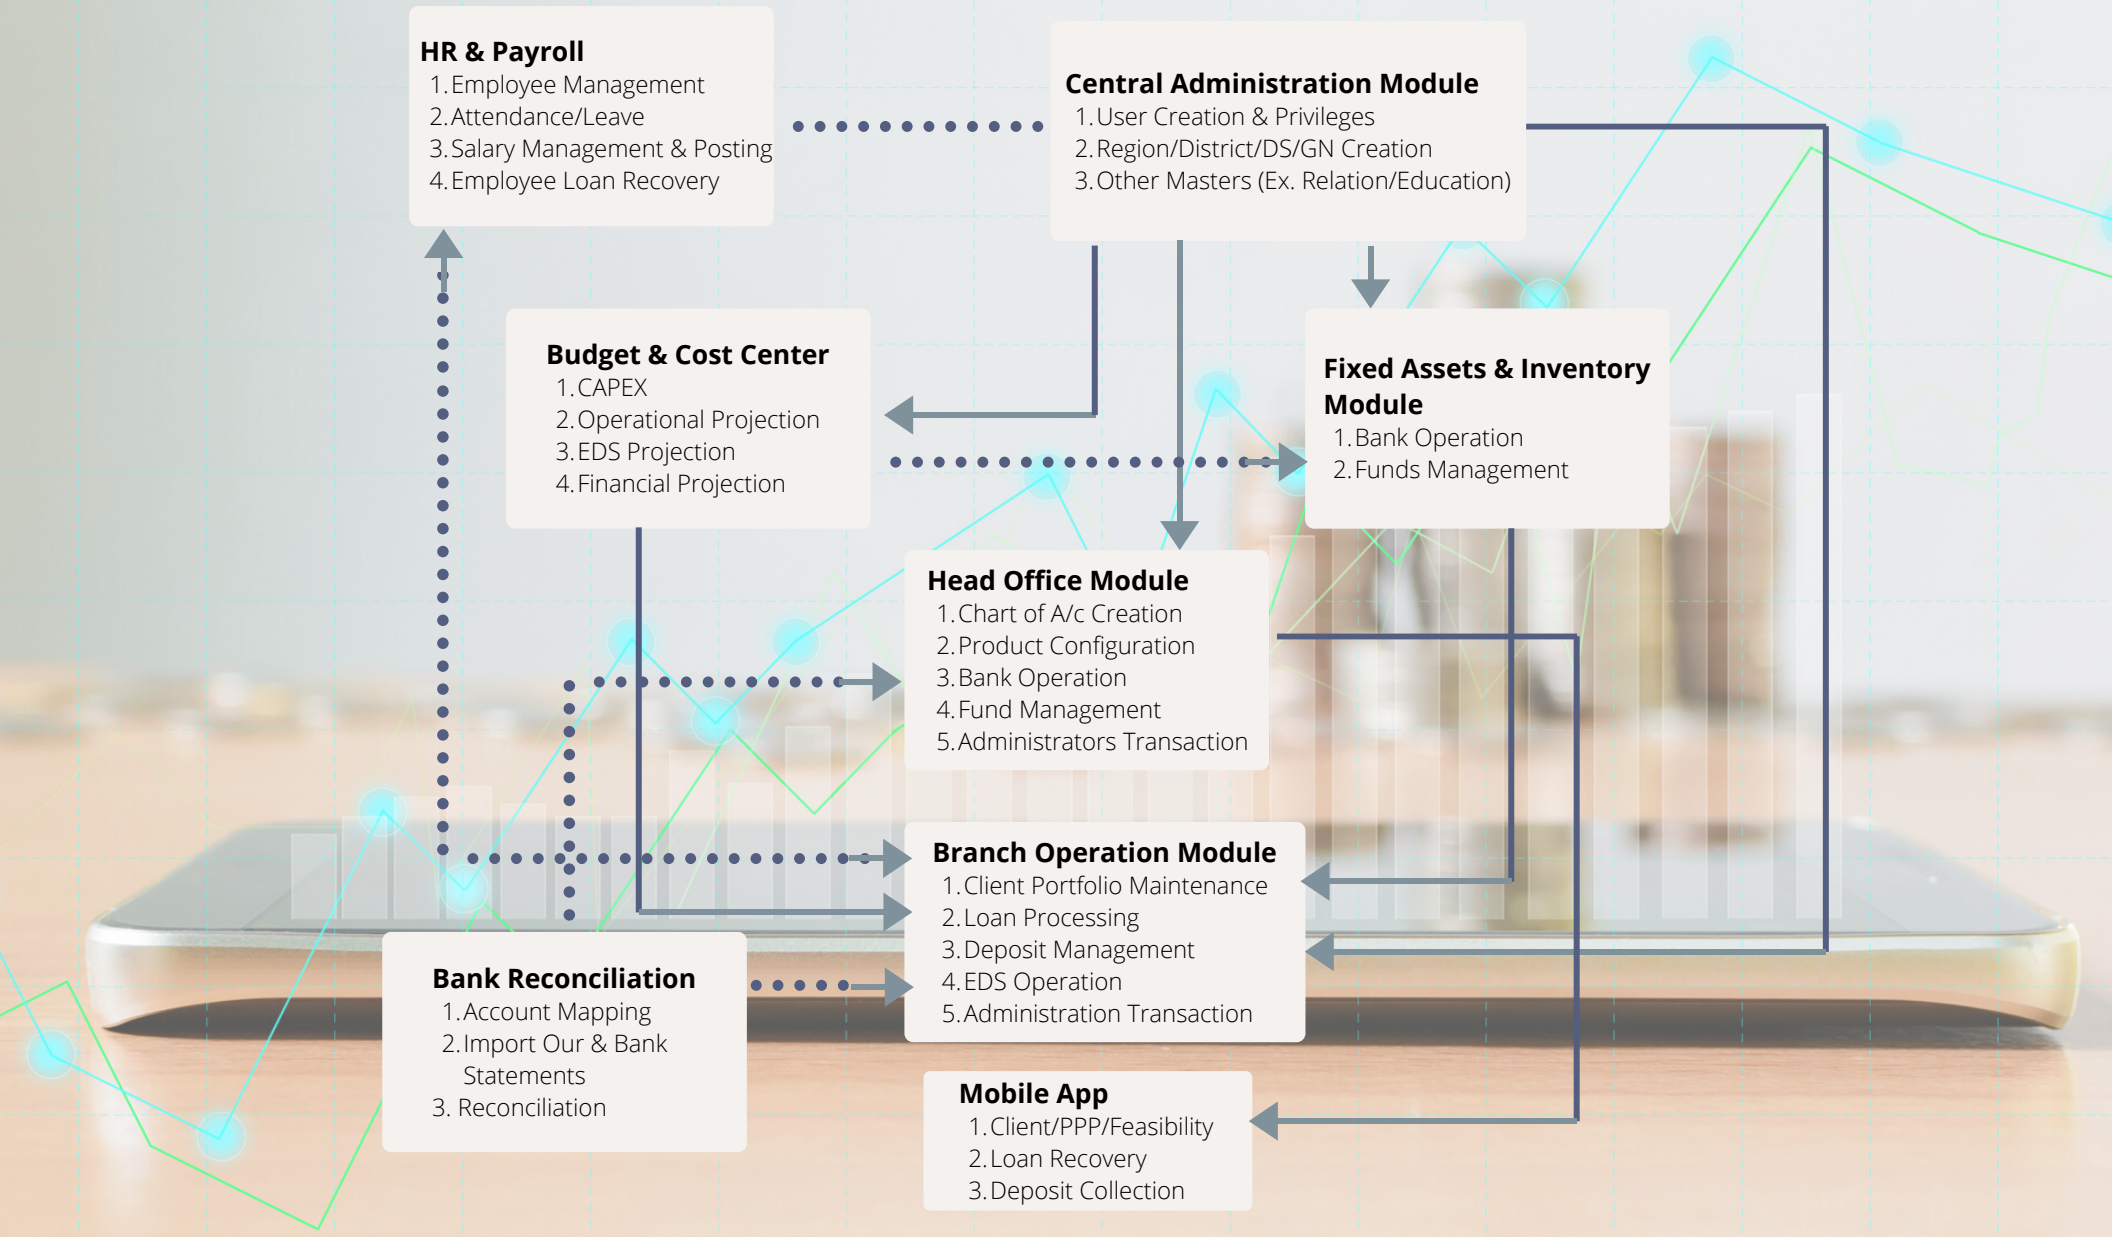 HR & Payroll
1. Employee Management
2. Attendance/Leave
3. Salary Management & Posting
4. Employee Loan Recovery
Central Administration Module
1. User Creation & Privileges
2. Region/District/DS/GN Creation
3. Other Masters (Ex. Relation/Education)
Budget & Cost Center
1. CAPEX
2. Operational Projection
3. EDS Projection
4. Financial Projection
Fixed Assets & Inventory
Module
1. Bank Operation
2. Funds Management
Head Office Module
1. Chart of A/c Creation
2. Product Configuration
3. Bank Operation
4. Fund Management
5. Administrators Transaction
Branch Operation Module
1. Client Portfolio Maintenance
2. Loan Processing
3. Deposit Management
4. EDS Operation
5. Administration Transaction
Bank Reconciliation
1. Account Mapping
2. Import Our & Bank
Statements
3. Reconciliation
Mobile App
1. Client/PPP/Feasibility
2. Loan Recovery
3. Deposit Collection